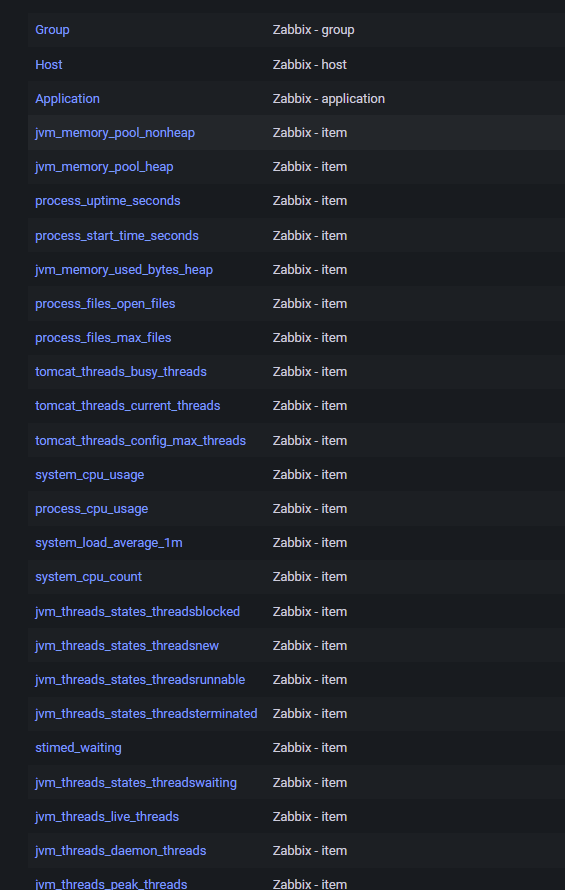 Group Zabbix - group
Host Zabbix - host
Application Zabbix - application
jvm_memory_pool_nonheap Zabbix - item
jvm_memory_pool_heap Zabbix - item
process_uptime_seconds Zabbix - item
process_start_time_seconds Zabbix - item
jvm_memory_used_bytes_heap Zabbix - item
process_files_open_files Zabbix - item
process_files_max_files Zabbix - item
tomcat_threads_busy_threads Zabbix - item
tomcat_threads_current_threads Zabbix - item
tomcat_threads_config_max_threads Zabbix - item
system_cpu_usage Zabbix - item
process_cpu_usage Zabbix - item
system_load_average_1m Zabbix - item
system_cpu_count Zabbix - item
jvm_threads_states_threadsblocked Zabbix - item
jvm_threads_states_threadsnew Zabbix - item
jvm_threads_states_threadsrunnable Zabbix - item
jvm_threads_states_threadsterminated Zabbix - item
stimed_waiting Zabbix - item
jvm_threads_states_threadswaiting Zabbix - item
jvm_threads_live_threads Zabbix - item
jvm_threads_daemon_threads Zabbix - item
jvm_threads_peak_threads Zabbix - item